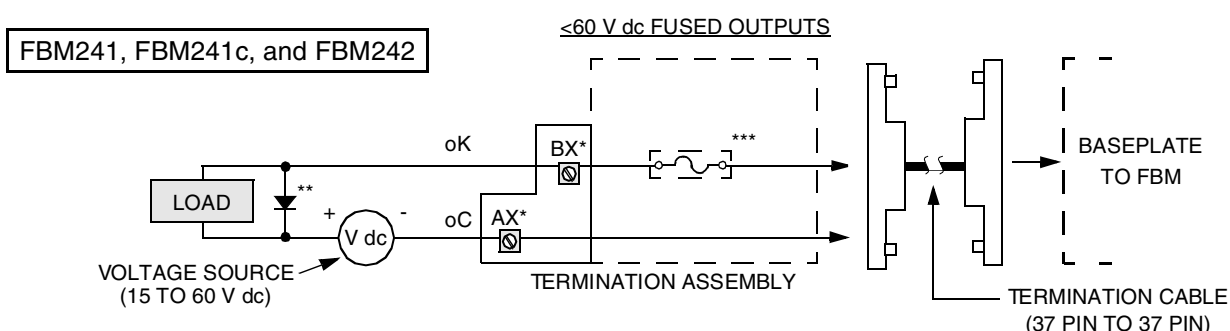 <60 V dc FUSED OUTPUTS
FBM241, FBM241c, and FBM242
oK
BX*
***
BASEPLATE
TO FBM
LOAD
**
+
-
V dc
oC
AX*
VOLTAGE SOURCE
(15 TO 60 V dc)
TERMINATION ASSEMBLY
TERMINATION CABLE
(37 PIN TO 37 PIN)